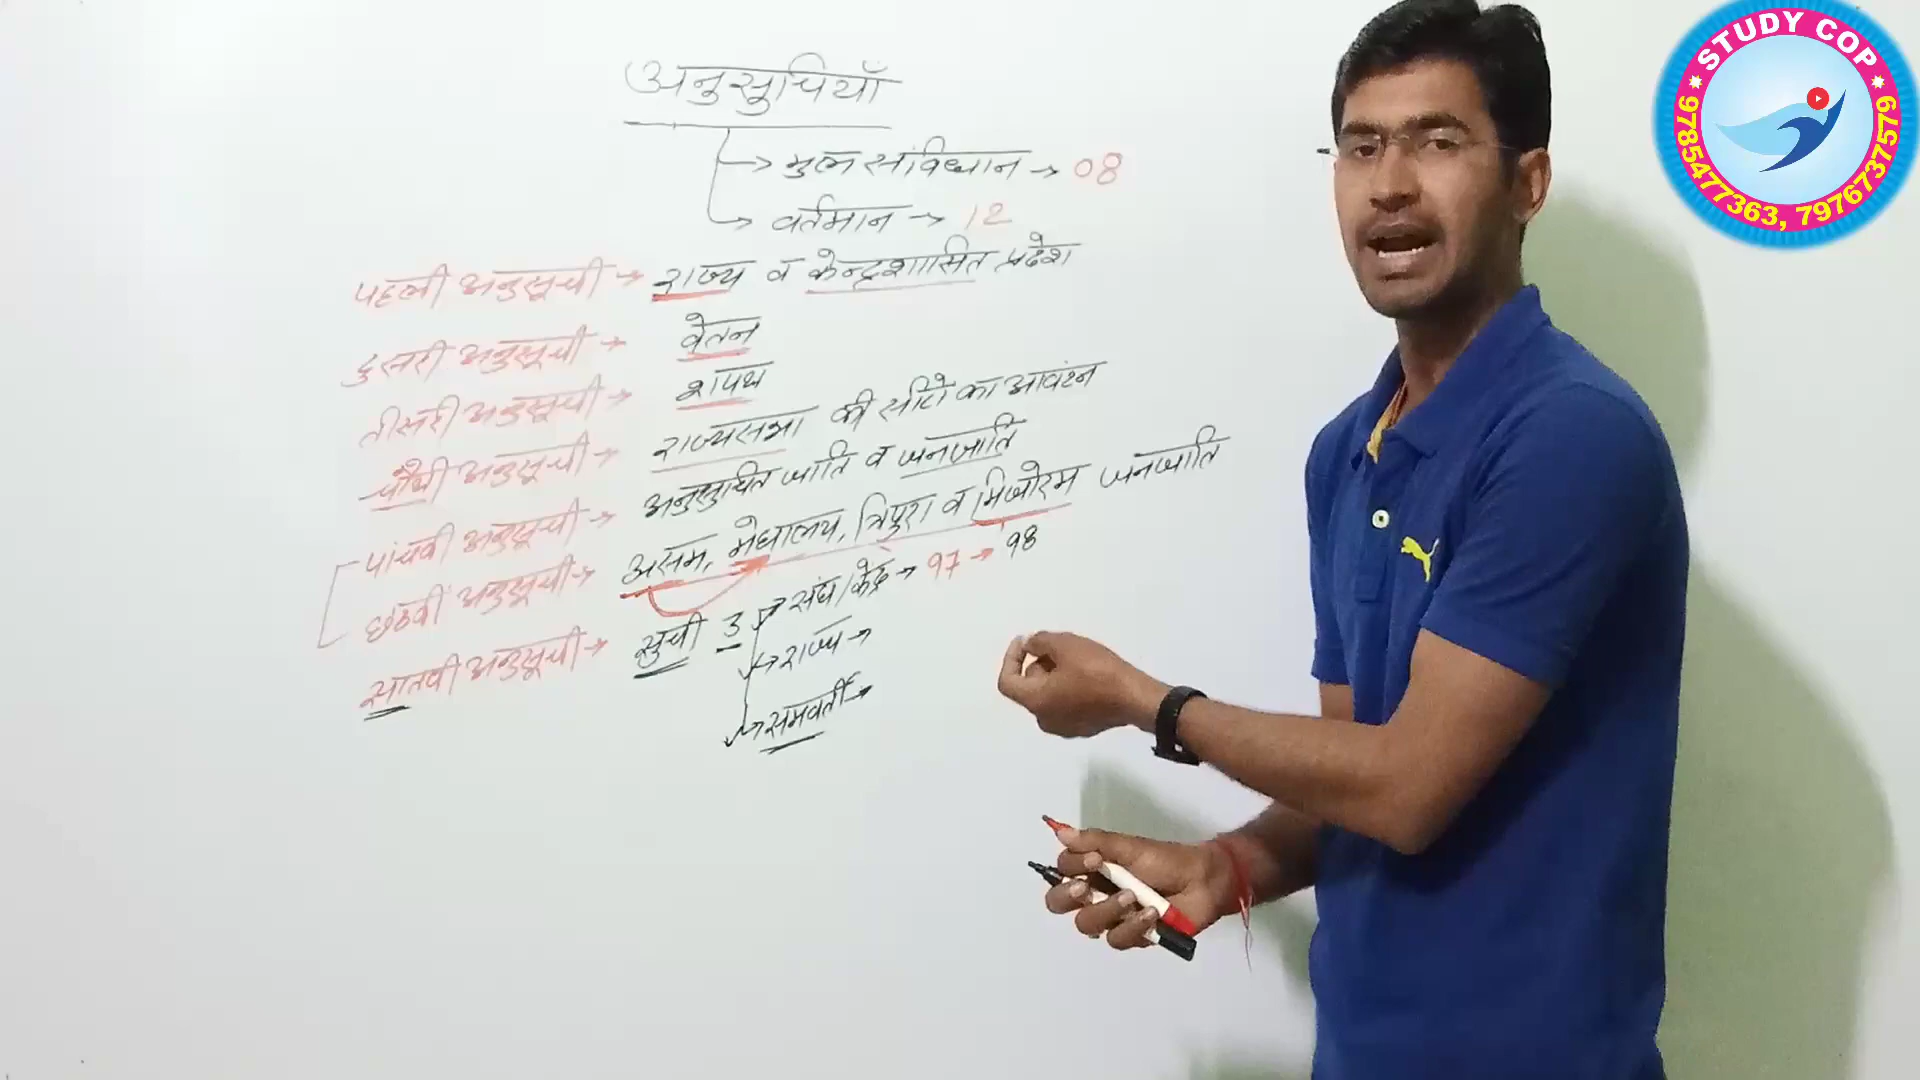 अनुसुचियाँ
→ मुल संविधान → 08
→ वर्तमान → 12
पहली अनुसूची → राज्य व केन्द्रशासित प्रदेश
दुसरी अनुसूची → वेतन
तीसरी अनुसूची → शपथ
चौथी अनुसूची → राज्यसभा की सीटो का आवंटन
पांचवी अनुसूची → अनुसुचित जाति व जनजाति
छठवीं अनुसूची → असम, मेघालय, त्रिपुरा व मिजोरम जनजाति
सातवी अनुसूची → सुची 3 → संघ/केंद्र → 97 → 98
→ राज्य →
→ समवर्ती →
STUDY COP
9785477363, 7976737579